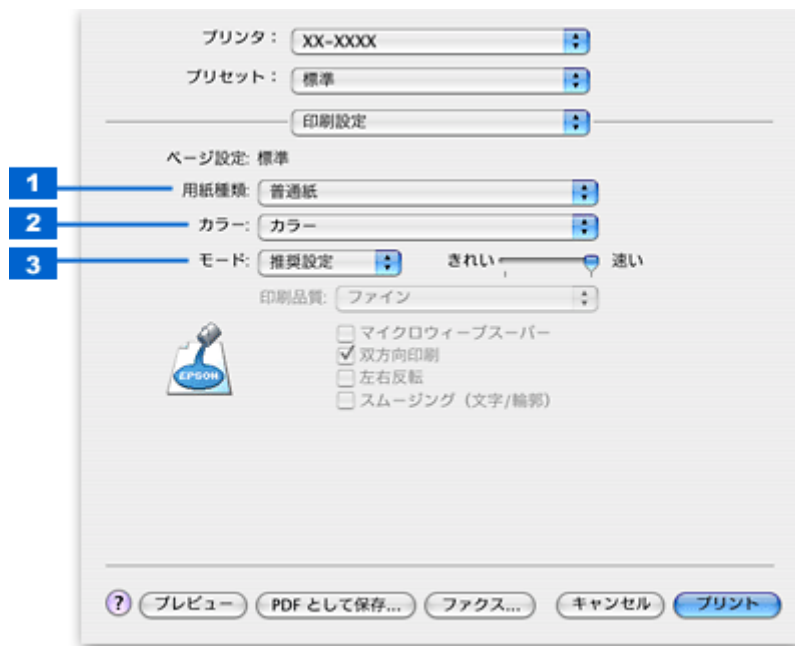 プリンタ： XX-XXXX
プリセット： 標準
印刷設定
ページ設定: 標準
1 用紙種類: 普通紙
2 カラー: カラー
3 モード: 推奨設定 きれい 速い
印刷品質: ファイン
マイクロウィーブスーパー
双方向印刷
左右反転
スムージング（文字/輪郭）
EPSON
? プレビュー PDF として保存... ファクス... キャンセル プリント